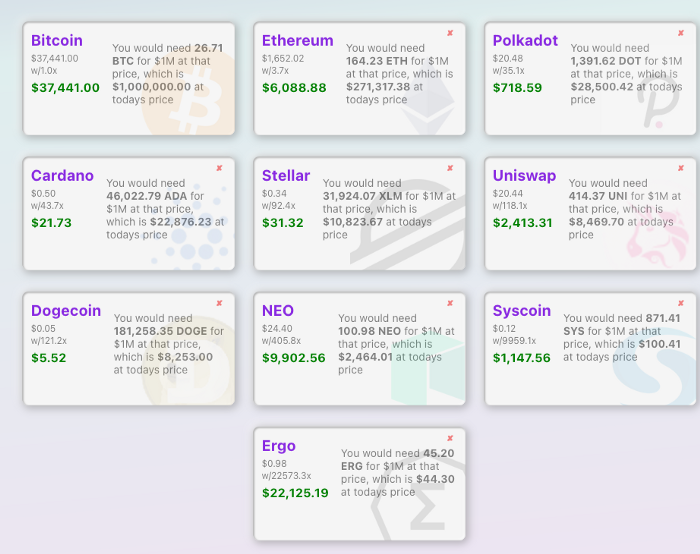 Bitcoin
$37,441.00
w/1.0x
$37,441.00
You would need 26.71
BTC for $1M at that
price, which is
$1,000,000.00 at
todays price
Ethereum
$1,652.02
w/3.7x
$6,088.88
You would need
164.23 ETH for $1M
at that price, which is
$271,317.38 at
todays price
Polkadot
$20.48
w/35.1x
$718.59
You would need
1,391.62 DOT for $1M
at that price, which is
$28,500.42 at todays
price
Cardano
$0.50
w/43.7x
$21.73
You would need
46,022.79 ADA for
$1M at that price,
which is $22,876.23 at
todays price
Stellar
$0.34
w/92.4x
$31.32
You would need
31,924.07 XLM for $1M
at that price, which is
$10,823.67 at todays
price
Uniswap
$20.44
w/118.1x
$2,413.31
You would need
414.37 UNI for $1M at
that price, which is
$8,469.70 at todays
price
Dogecoin
$0.05
w/121.2x
$5.52
You would need
181,258.35 DOGE for
$1M at that price,
which is $8,253.00 at
todays price
NEO
$24.40
w/405.8x
$9,902.56
You would need
100.98 NEO for $1M at
that price, which is
$2,464.01 at todays
price
Syscoin
$0.12
w/9959.1x
$1,147.56
You would need 871.41
SYS for $1M at that
price, which is $100.41
at todays price
Ergo
$0.98
w/22573.3x
$22,125.19
You would need 45.20
ERG for $1M at that
price, which is $44.30
at todays price